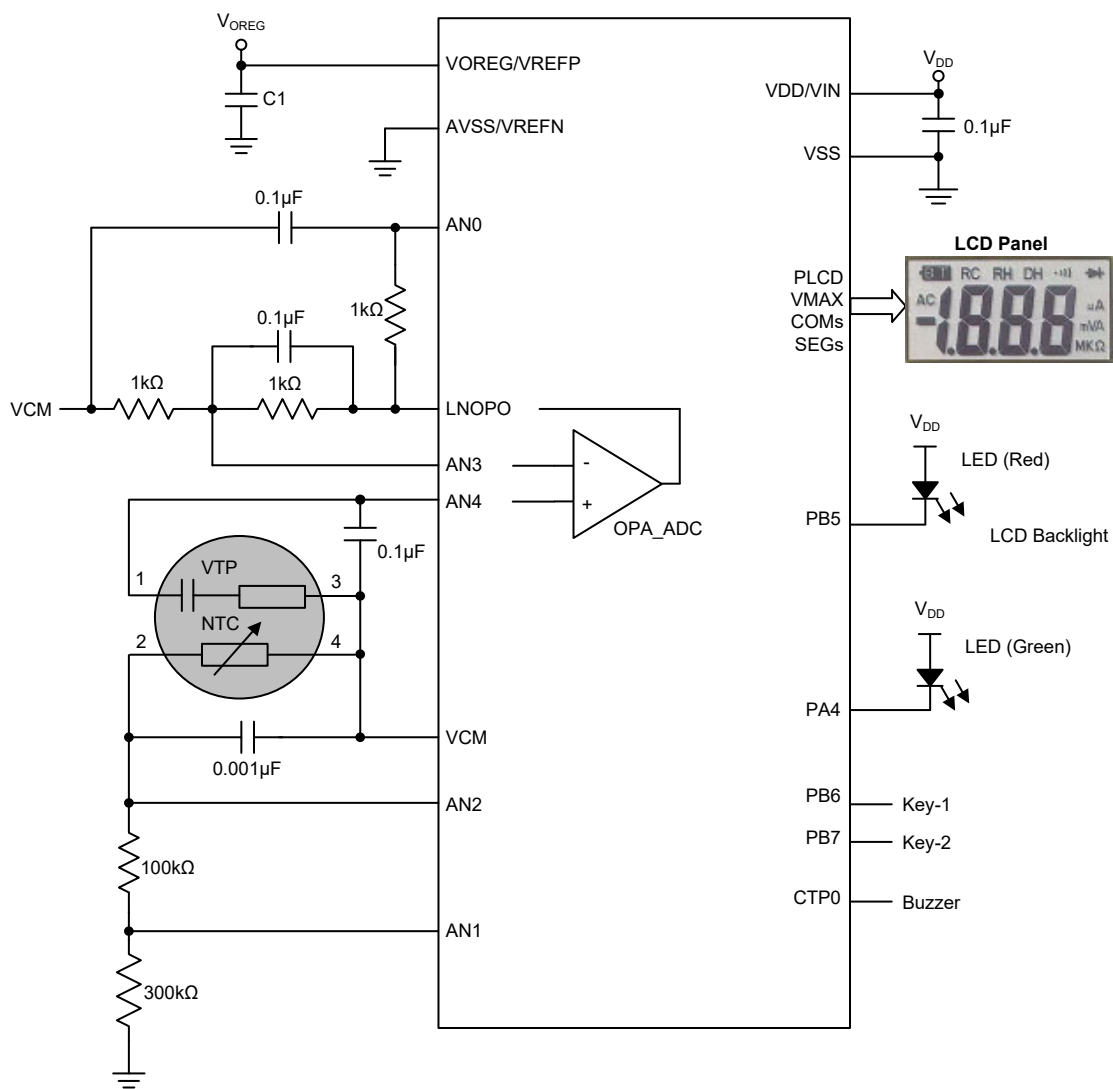 VOREG
C1
VOREG/VREFP
AVSS/VREFN
0.1µF
AN0
1kΩ
0.1µF
1kΩ
1kΩ
VCM
LNOPO
AN3
AN4
-
+
OPA_ADC
0.1µF
1
VTP
3
2
NTC
4
VCM
0.001µF
AN2
100kΩ
AN1
300kΩ
VDD
VDD/VIN
0.1µF
VSS
LCD Panel
PLCD
VMAX
COMs
SEGs
RC RH DH
AC
-1.8.8.8
uA
mVA
MKΩ
VDD
LED (Red)
PB5
LCD Backlight
VDD
LED (Green)
PA4
PB6
Key-1
PB7
Key-2
CTP0
Buzzer